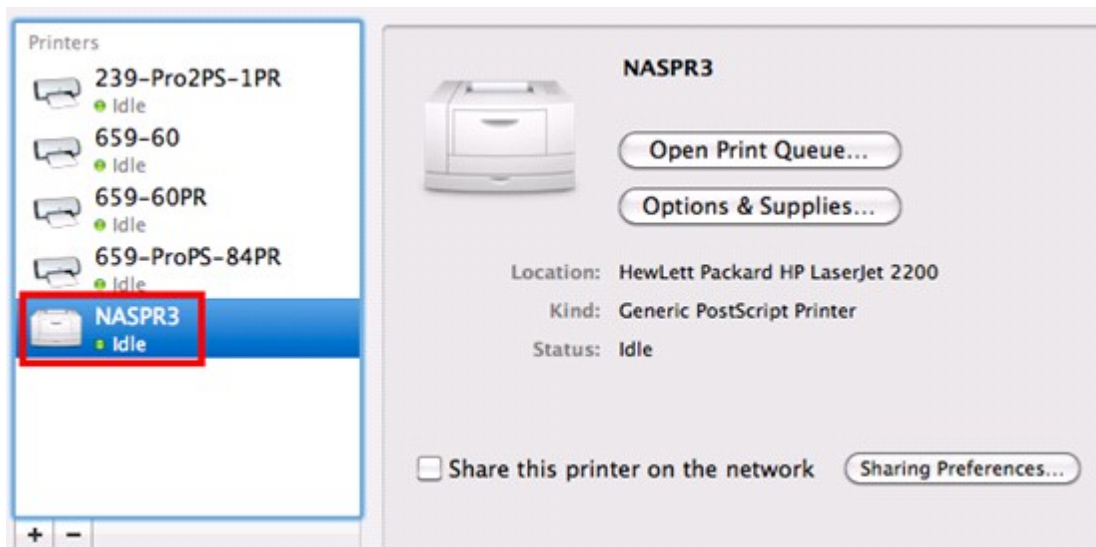 Printers
239-Pro2PS-1PR
Idle
659-60
Idle
659-60PR
Idle
659-ProPS-84PR
Idle
NASPR3
Idle
+ −
NASPR3
Open Print Queue...
Options & Supplies...
Location: HewLett Packard HP LaserJet 2200
Kind: Generic PostScript Printer
Status: Idle
Share this printer on the network
Sharing Preferences...